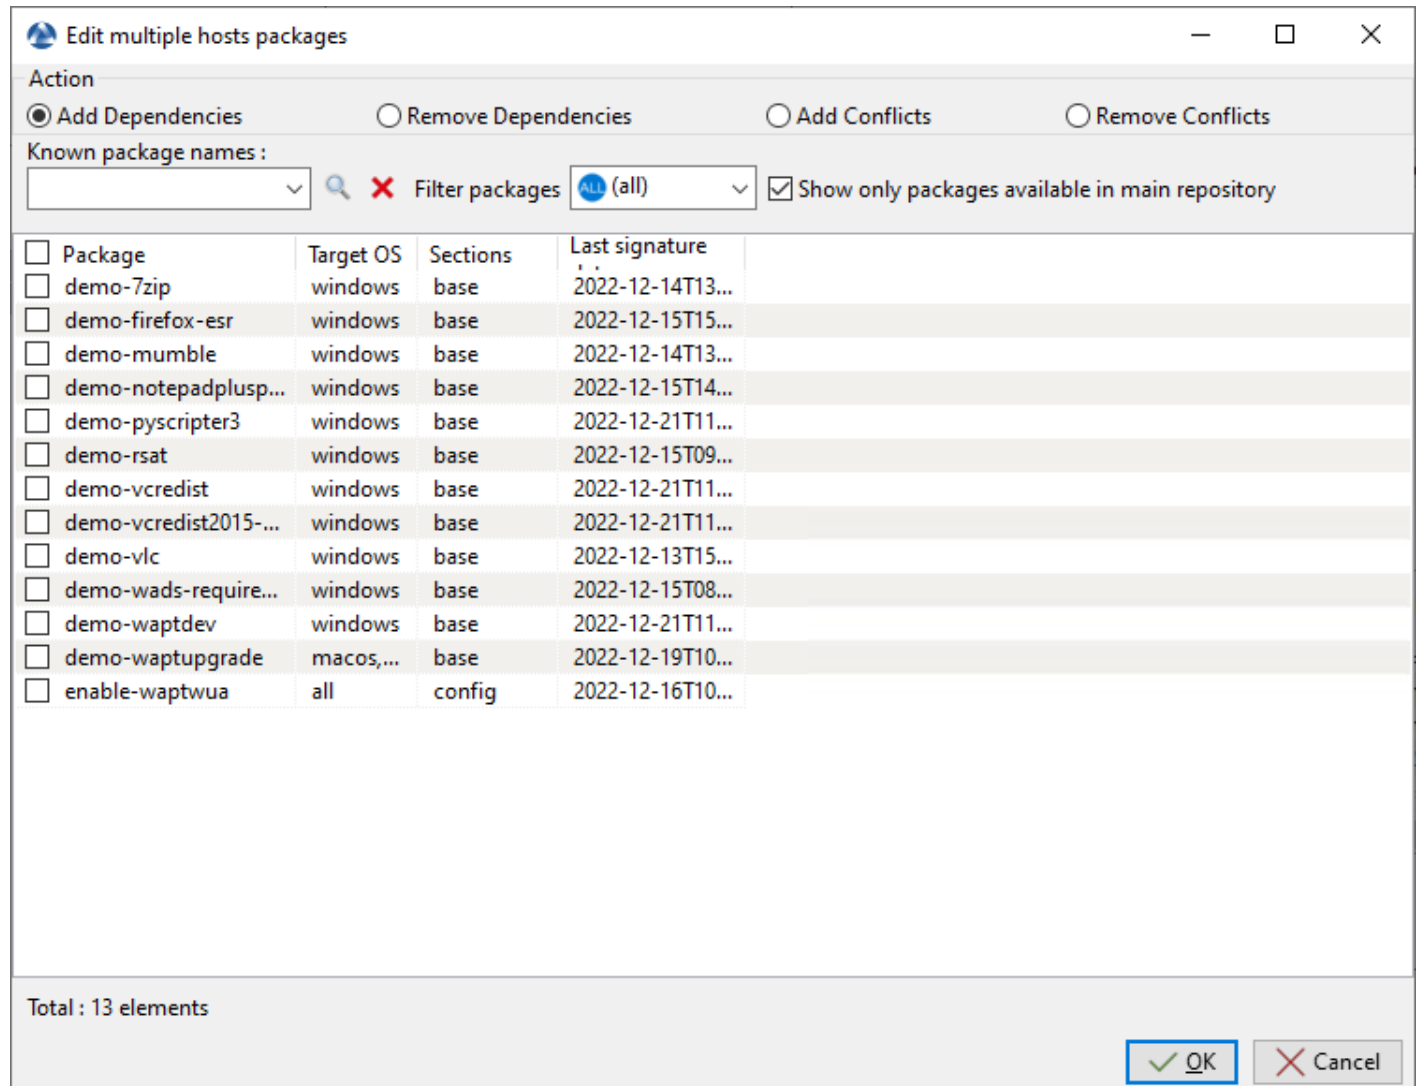 Edit multiple hosts packages
Action
Add Dependencies Remove Dependencies Add Conflicts Remove Conflicts
Known package names :
Filter packages ALL (all) Show only packages available in main repository
Package Target OS Sections Last signature
demo-7zip windows base 2022-12-14T13...
demo-firefox-esr windows base 2022-12-15T15...
demo-mumble windows base 2022-12-14T13...
demo-notepadplusp... windows base 2022-12-15T14...
demo-pyscripter3 windows base 2022-12-21T11...
demo-rsat windows base 2022-12-15T09...
demo-vcredist windows base 2022-12-21T11...
demo-vcredist2015-... windows base 2022-12-21T11...
demo-vlc windows base 2022-12-13T15...
demo-wads-require... windows base 2022-12-15T08...
demo-waptdev windows base 2022-12-21T11...
demo-waptupgrade macos,... base 2022-12-19T10...
enable-waptwua all config 2022-12-16T10...
Total : 13 elements
OK Cancel